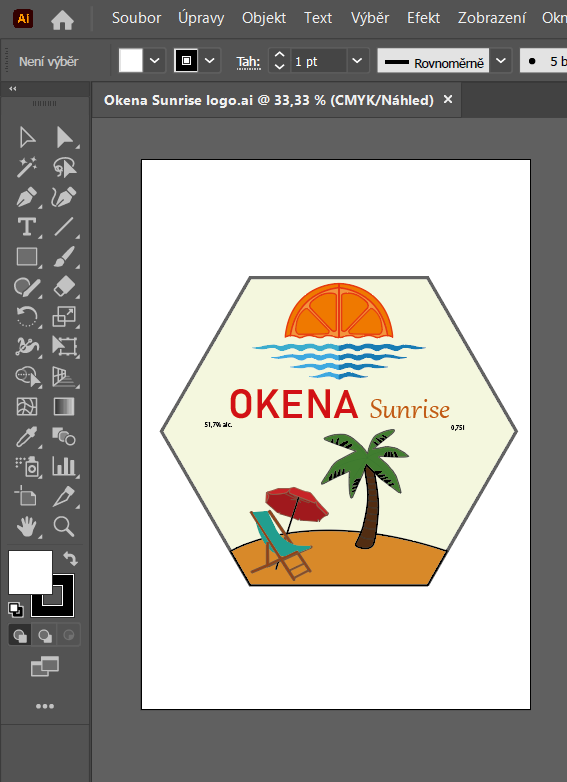 Ai
Soubor Úpravy Objekt Text Výběr Efekt Zobrazení Okn
Není výběr Tah: 1 pt Rovnoměrně 5 b
Okena Sunrise logo.ai @ 33,33 % (CMYK/Náhled) ×
OKENA Sunrise
51,7% alc. 0,75l